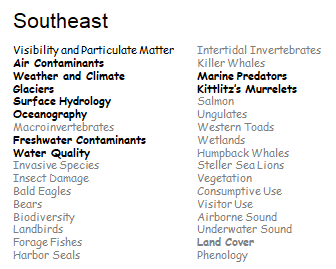 Southeast
Visibility and Particulate Matter
Air Contaminants
Weather and Climate
Glaciers
Surface Hydrology
Oceanography
Macroinvertebrates
Freshwater Contaminants
Water Quality
Invasive Species
Insect Damage
Bald Eagles
Bears
Biodiversity
Landbirds
Forage Fishes
Harbor Seals
Intertidal Invertebrates
Killer Whales
Marine Predators
Kittlitz's Murrelets
Salmon
Ungulates
Western Toads
Wetlands
Humpback Whales
Steller Sea Lions
Vegetation
Consumptive Use
Visitor Use
Airborne Sound
Underwater Sound
Land Cover
Phenology